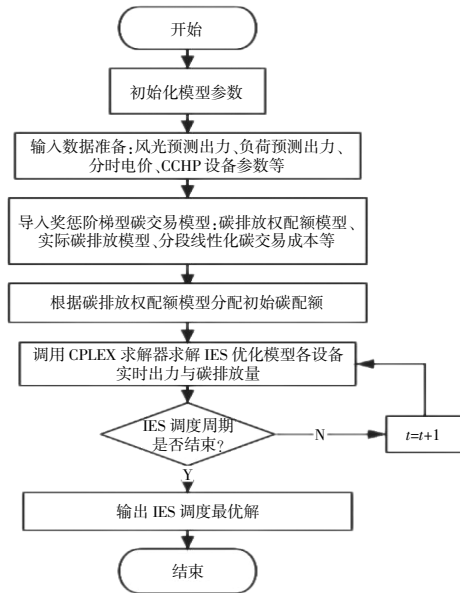 开始
初始化模型参数
输入数据准备:风光预测出力、负荷预测出力、
分时电价、CCHP 设备参数等
导入奖惩阶梯型碳交易模型:碳排放权配额模型、
实际碳排放模型、分段线性化碳交易成本等
根据碳排放权配额模型分配初始碳配额
调用 CPLEX 求解器求解 IES 优化模型各设备
实时出力与碳排放量
IES 调度周期
是否结束?
N
t=t+1
Y
输出 IES 调度最优解
结束